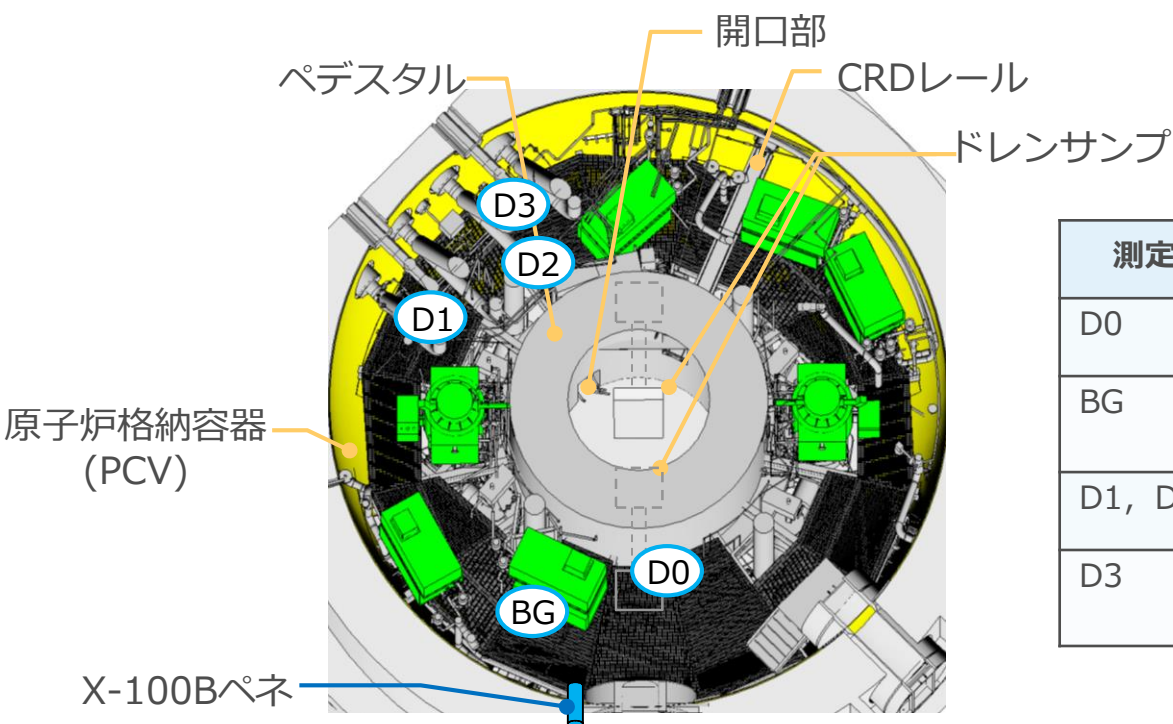 開口部
ペデスタル
CRDレール
ドレンサンプ
D3
D2
D1
原子炉格納容器
(PCV)
D0
BG
X-100Bペネ
測定
D0
BG
D1, D
D3